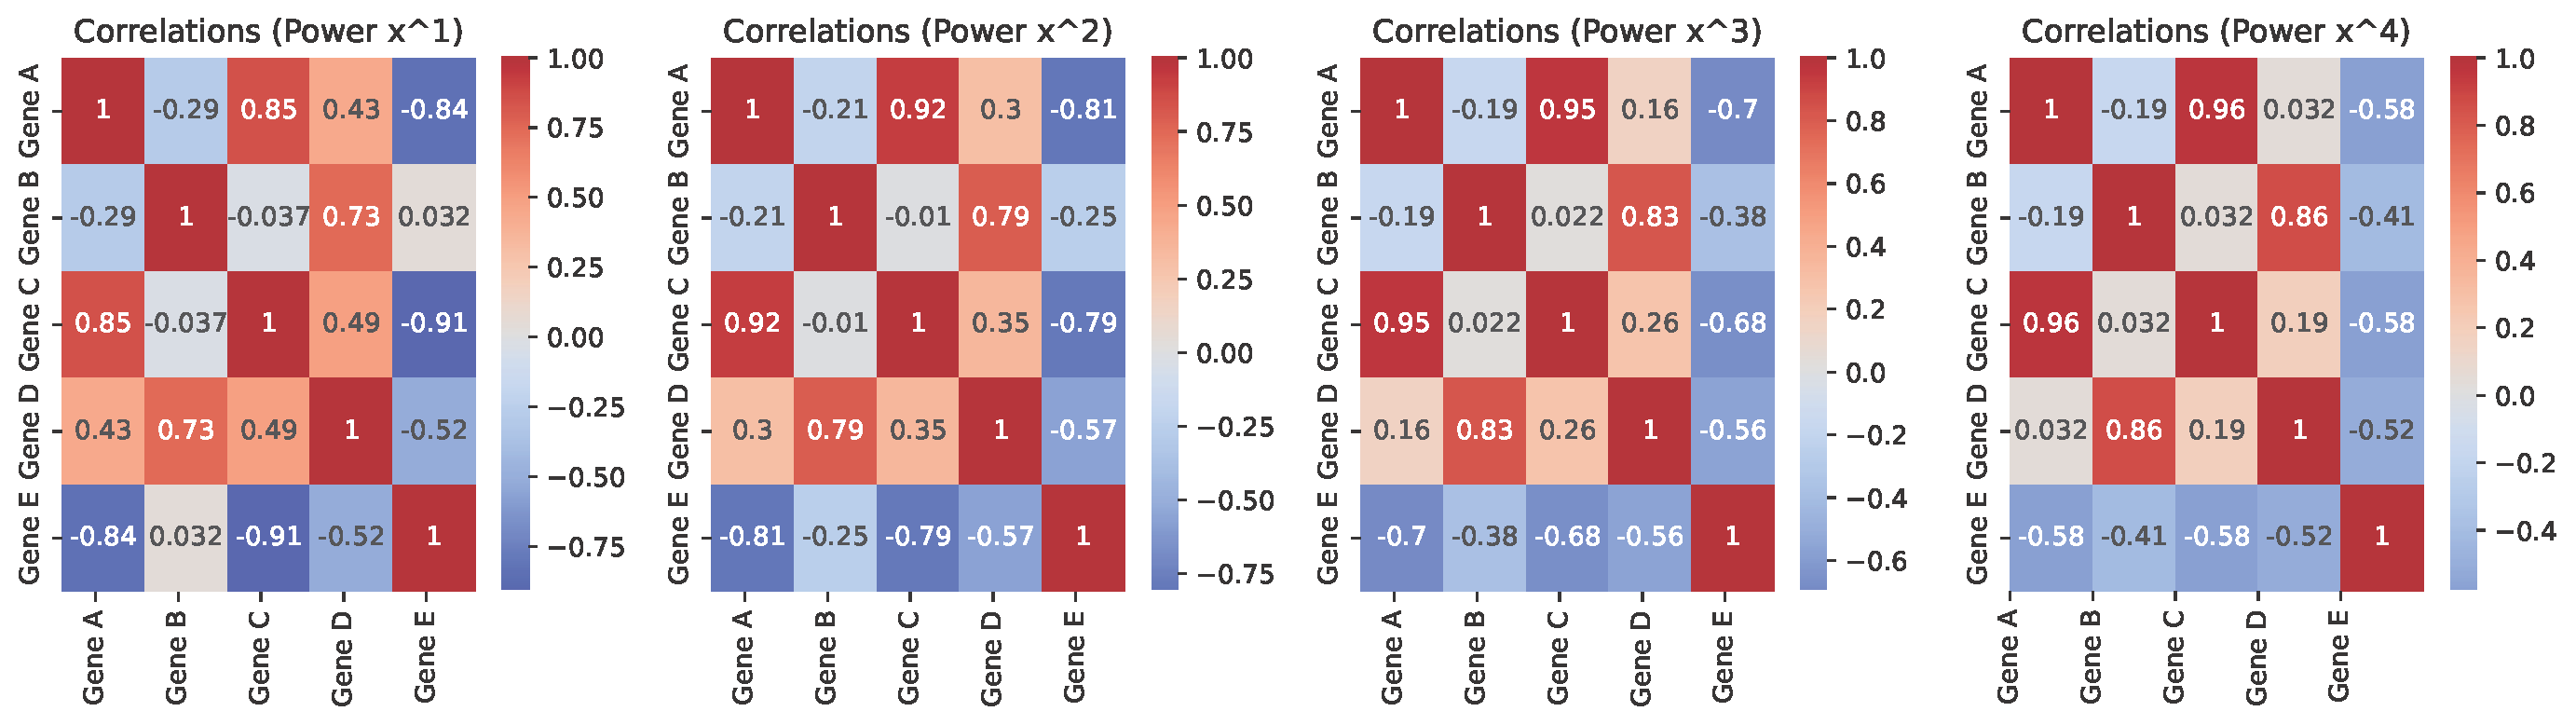 Correlations (Power x^1)
Gene A 1 -0.29 0.85 0.43 -0.84
Gene B -0.29 1 -0.037 0.73 0.032
Gene C 0.85 -0.037 1 0.49 -0.91
Gene D 0.43 0.73 0.49 1 -0.52
Gene E -0.84 0.032 -0.91 -0.52 1
Gene A Gene B Gene C Gene D Gene E
1.00
0.75
0.50
0.25
0.00
−0.25
−0.50
−0.75
Correlations (Power x^2)
Gene A 1 -0.21 0.92 0.3 -0.81
Gene B -0.21 1 -0.01 0.79 -0.25
Gene C 0.92 -0.01 1 0.35 -0.79
Gene D 0.3 0.79 0.35 1 -0.57
Gene E -0.81 -0.25 -0.79 -0.57 1
Gene A Gene B Gene C Gene D Gene E
1.00
0.75
0.50
0.25
0.00
−0.25
−0.50
−0.75
Correlations (Power x^3)
Gene A 1 -0.19 0.95 0.16 -0.7
Gene B -0.19 1 0.022 0.83 -0.38
Gene C 0.95 0.022 1 0.26 -0.68
Gene D 0.16 0.83 0.26 1 -0.56
Gene E -0.7 -0.38 -0.68 -0.56 1
Gene A Gene B Gene C Gene D Gene E
1.0
0.8
0.6
0.4
0.2
0.0
−0.2
−0.4
−0.6
Correlations (Power x^4)
Gene A 1 -0.19 0.96 0.032 -0.58
Gene B -0.19 1 0.032 0.86 -0.41
Gene C 0.96 0.032 1 0.19 -0.58
Gene D 0.032 0.86 0.19 1 -0.52
Gene E -0.58 -0.41 -0.58 -0.52 1
Gene A Gene B Gene C Gene D Gene E
1.0
0.8
0.6
0.4
0.2
0.0
−0.2
−0.4